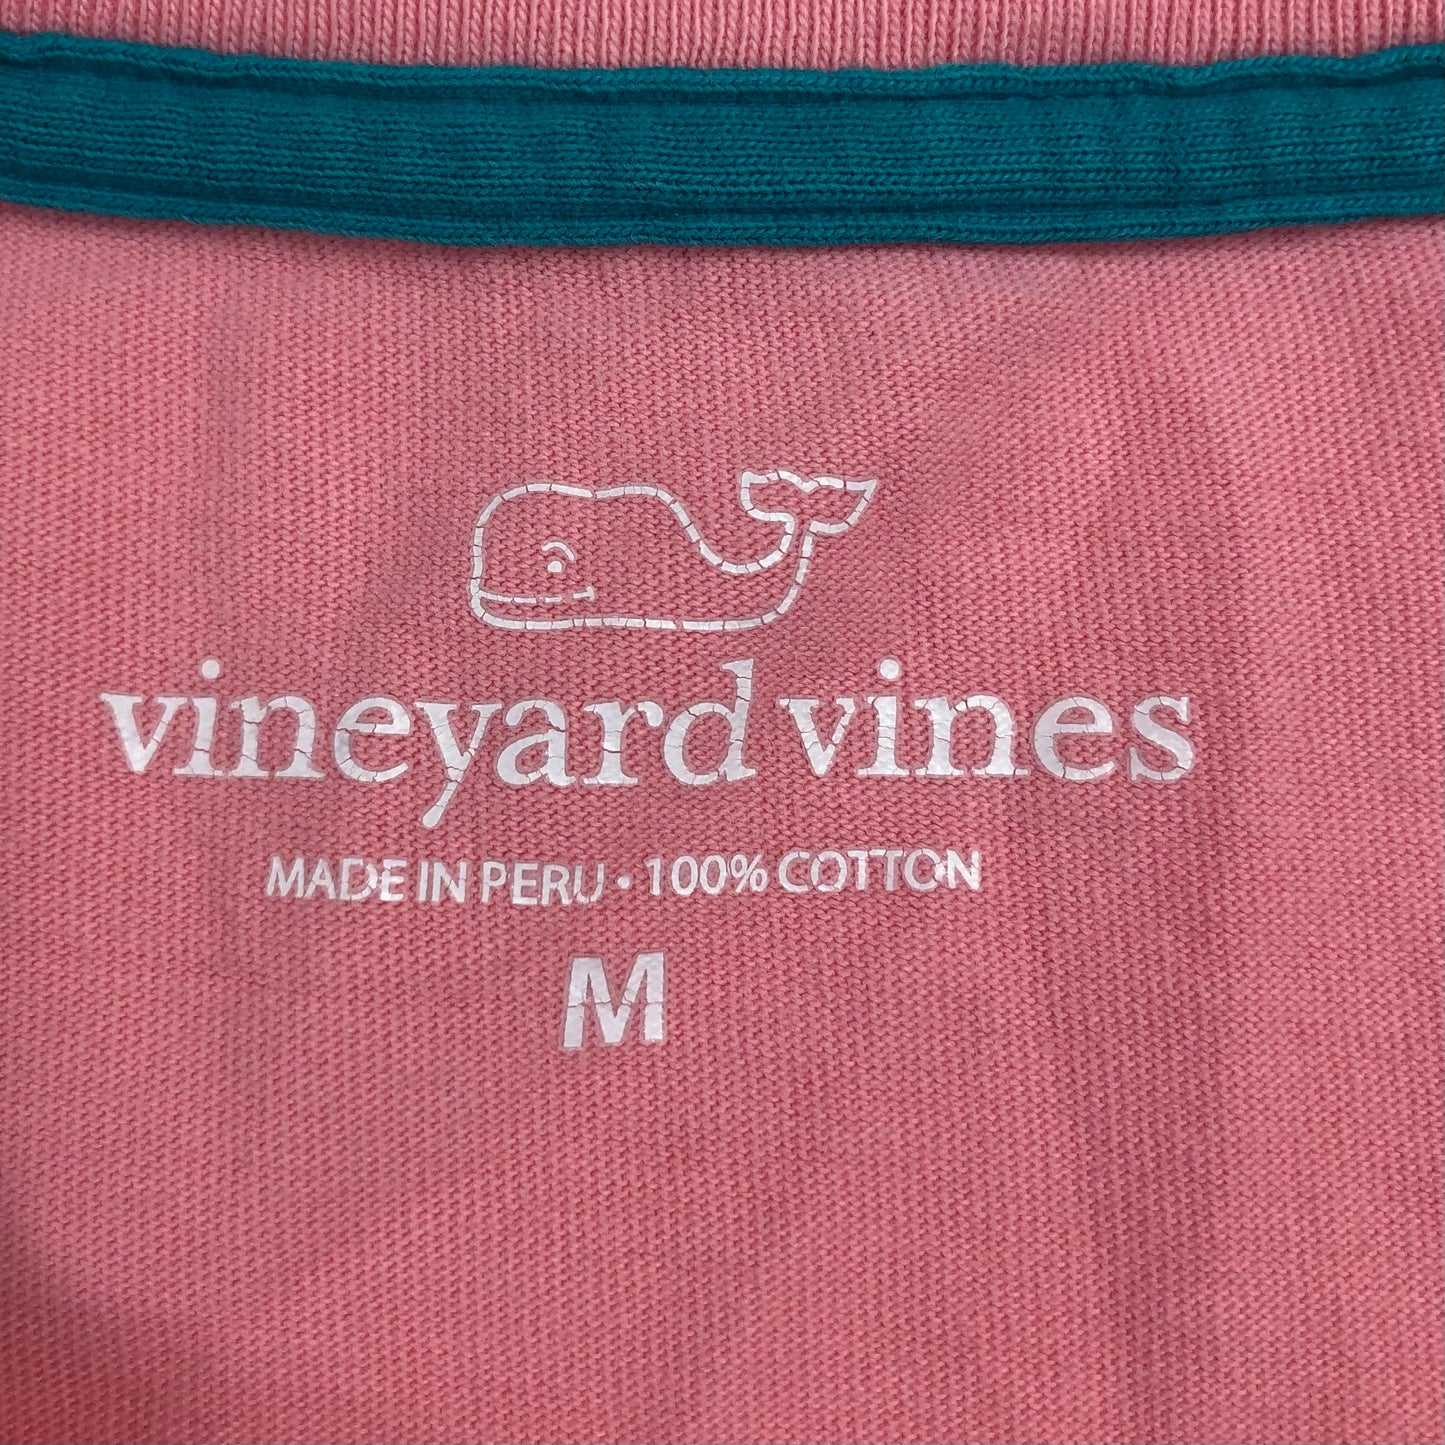 vineyard vines
MADE IN PERU • 100% COTTON
M